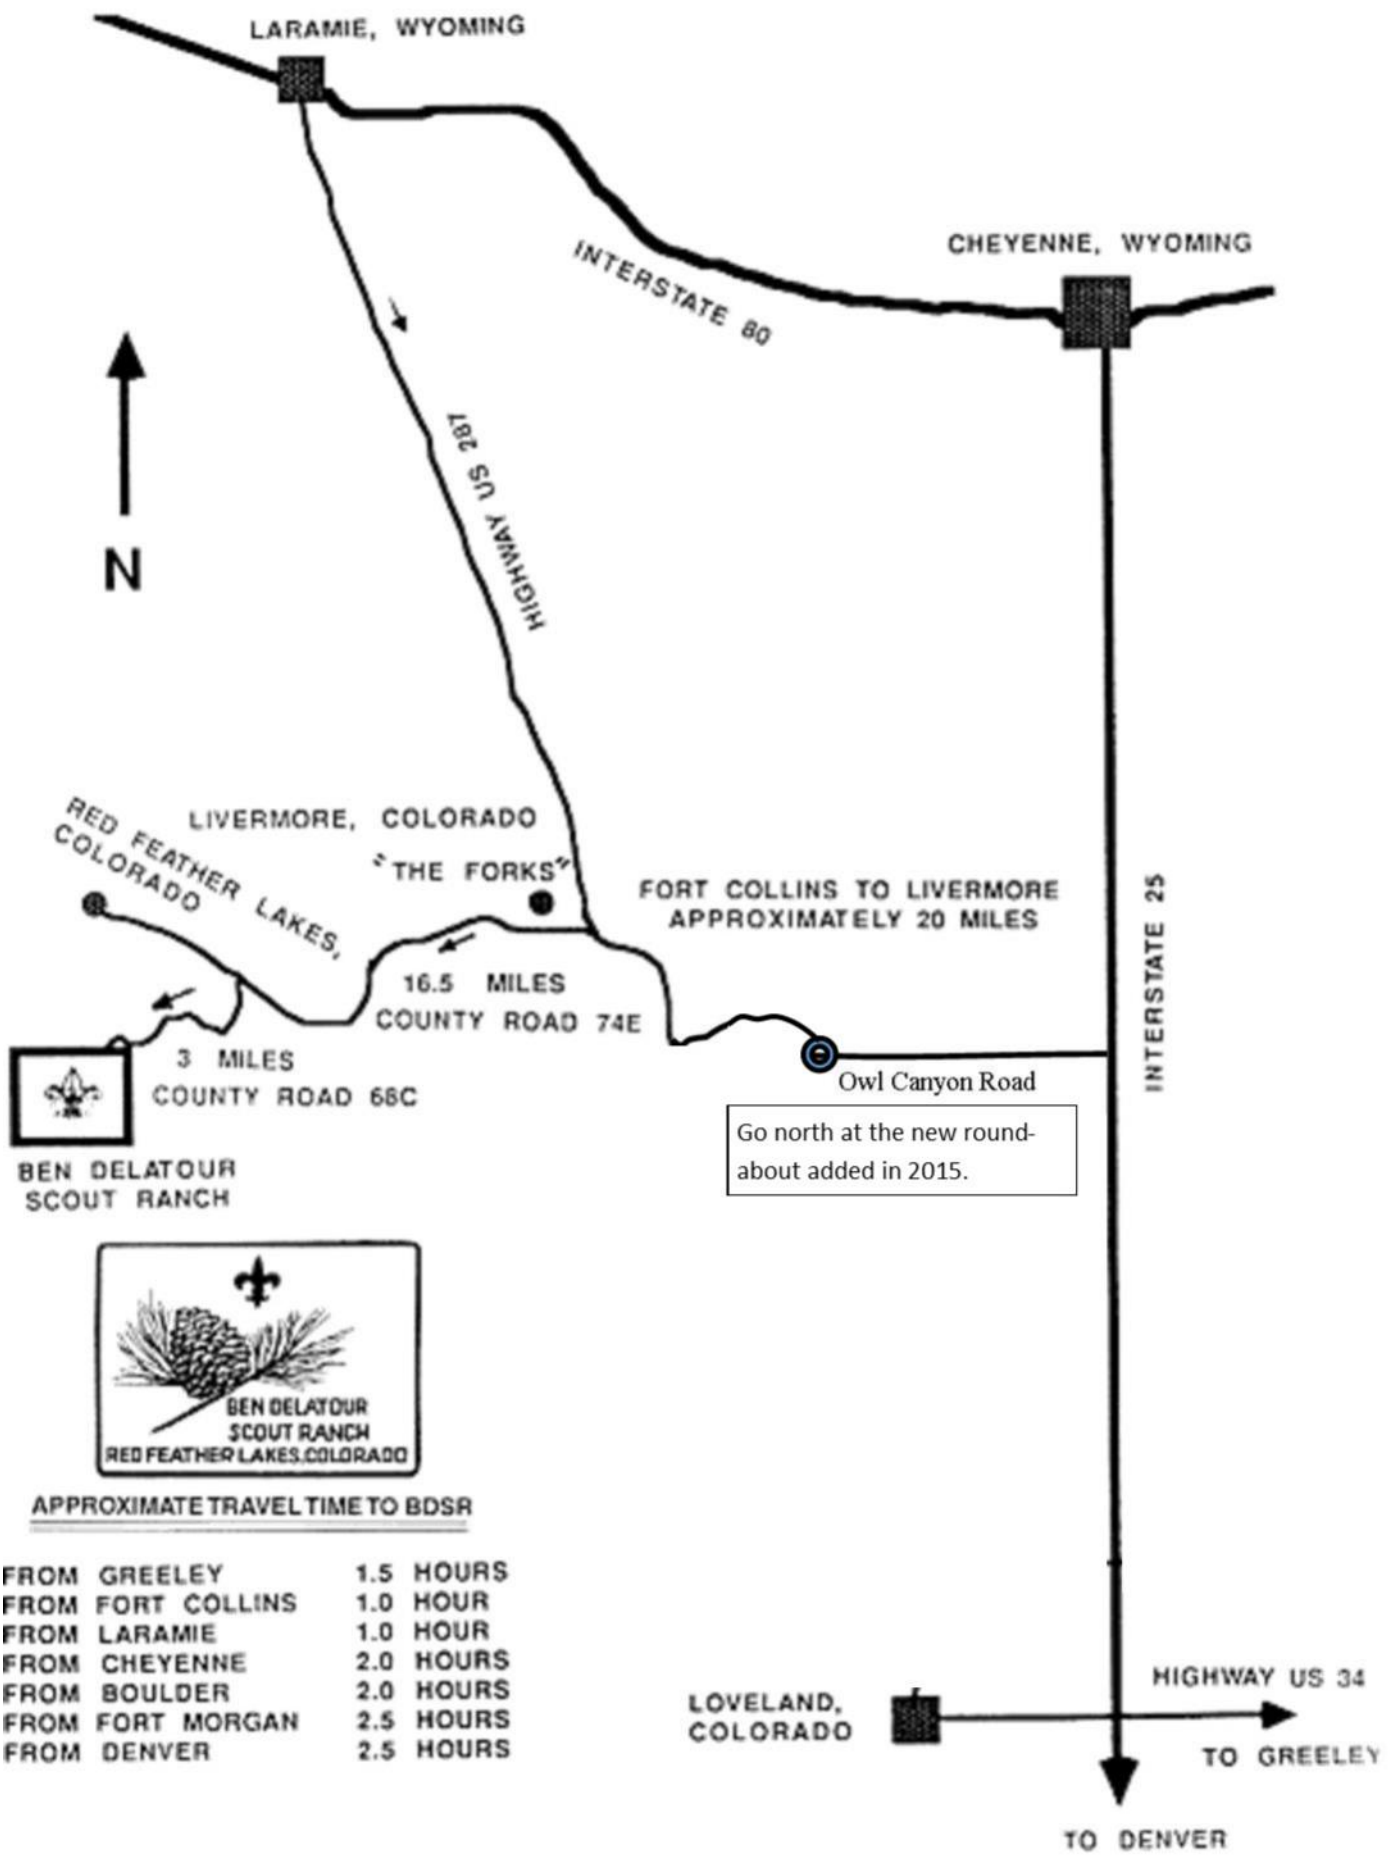 LARAMIE, WYOMING
CHEYENNE, WYOMING
INTERSTATE 80
HIGHWAY US 287
N
RED FEATHER LAKES,
COLORADO
LIVERMORE, COLORADO
"THE FORKS"
FORT COLLINS TO LIVERMORE
APPROXIMATELY 20 MILES
INTERSTATE 25
16.5 MILES
COUNTY ROAD 74E
3 MILES
COUNTY ROAD 68C
Owl Canyon Road
Go north at the new round-
about added in 2015.
BEN DELATOUR
SCOUT RANCH
BEN DELATOUR
SCOUT RANCH
RED FEATHER LAKES, COLORADO
APPROXIMATE TRAVEL TIME TO BDSR
FROM GREELEY 1.5 HOURS
FROM FORT COLLINS 1.0 HOUR
FROM LARAMIE 1.0 HOUR
FROM CHEYENNE 2.0 HOURS
FROM BOULDER 2.0 HOURS
FROM FORT MORGAN 2.5 HOURS
FROM DENVER 2.5 HOURS
LOVELAND,
COLORADO
HIGHWAY US 34
TO GREELEY
TO DENVER